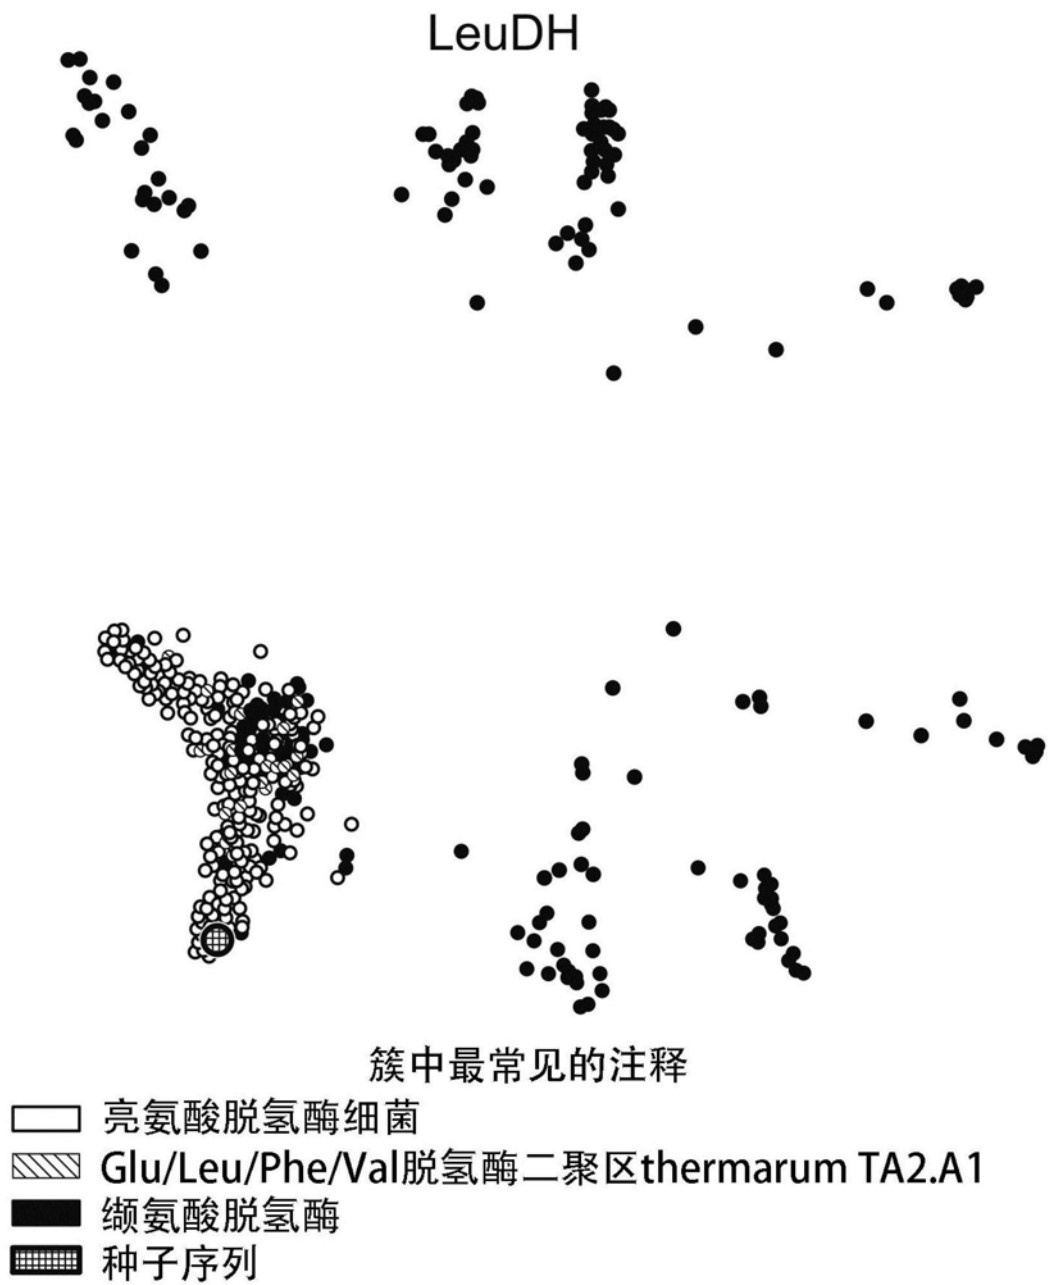 LeuDH
簇中最常见的注释
亮氨酸脱氢酶细菌
Glu/Leu/Phe/Val脱氢酶二聚区thermarum TA2.A1
缬氨酸脱氢酶
种子序列